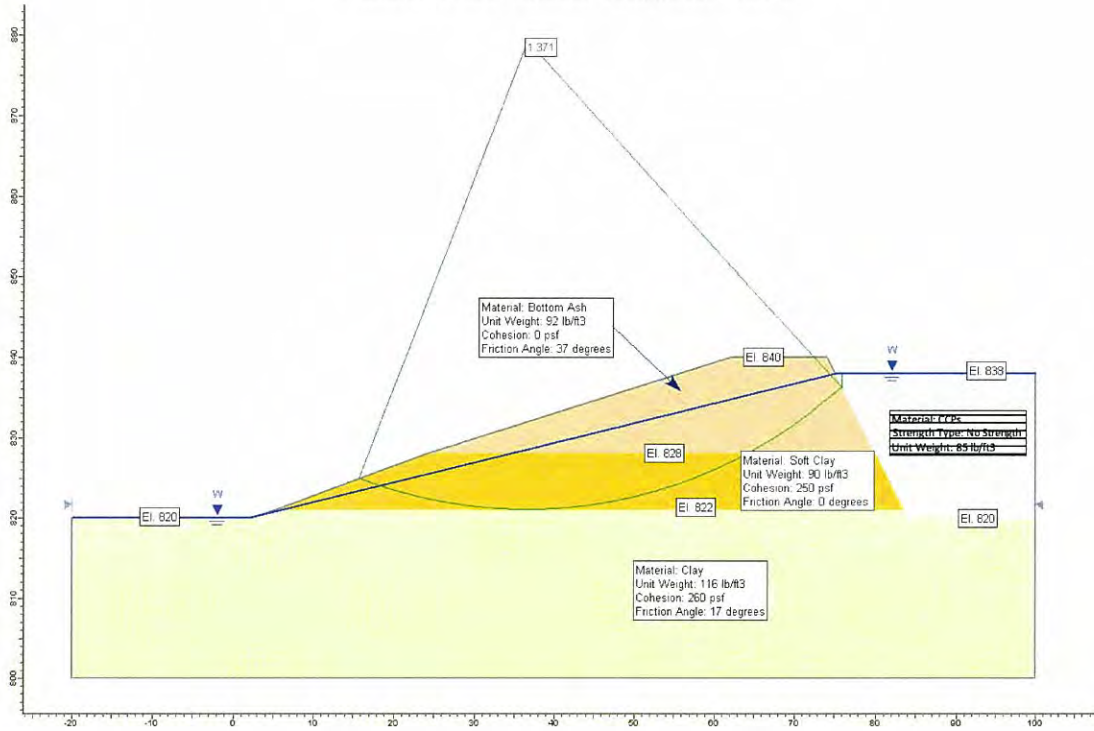 880
1.371
870
860
850
Material: Bottom Ash
Unit Weight: 92 lb/ft3
Cohesion: 0 psf
Friction Angle: 37 degrees
840
El. 840
W
El. 838
Material: CCPs
Strength Type: No Strength
Unit Weight: 85 lb/ft3
830
El. 828
Material: Soft Clay
Unit Weight: 90 lb/ft3
Cohesion: 250 psf
Friction Angle: 0 degrees
W
820
El. 820
El. 822
El. 820
Material: Clay
Unit Weight: 116 lb/ft3
Cohesion: 260 psf
Friction Angle: 17 degrees
810
800
-20 -10 0 10 20 30 40 50 60 70 80 90 100